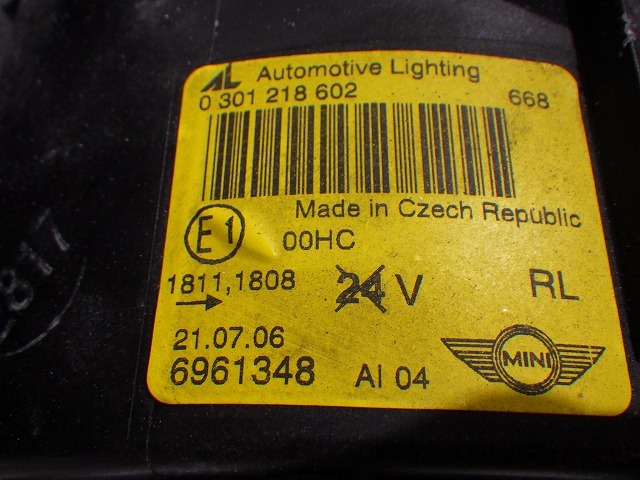 AL Automotive Lighting
0 301 218 602 668
Made in Czech Republic
E1 00HC
1811,1808 24 V RL
21.07.06
6961348 AI 04 MINI
817